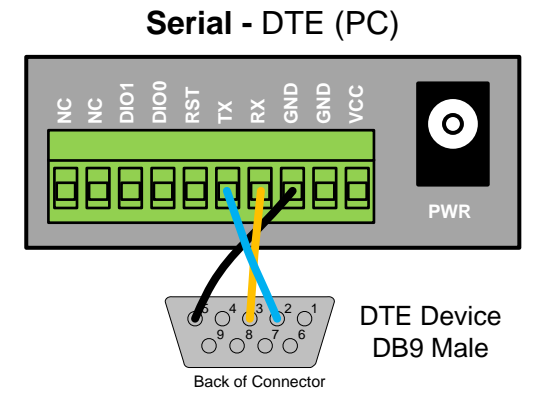 Serial - DTE (PC)
NC NC DIO1 DIO0 RST TX RX GND GND VCC
PWR
5 4 3 2 1
9 8 7 6
DTE Device
DB9 Male
Back of Connector